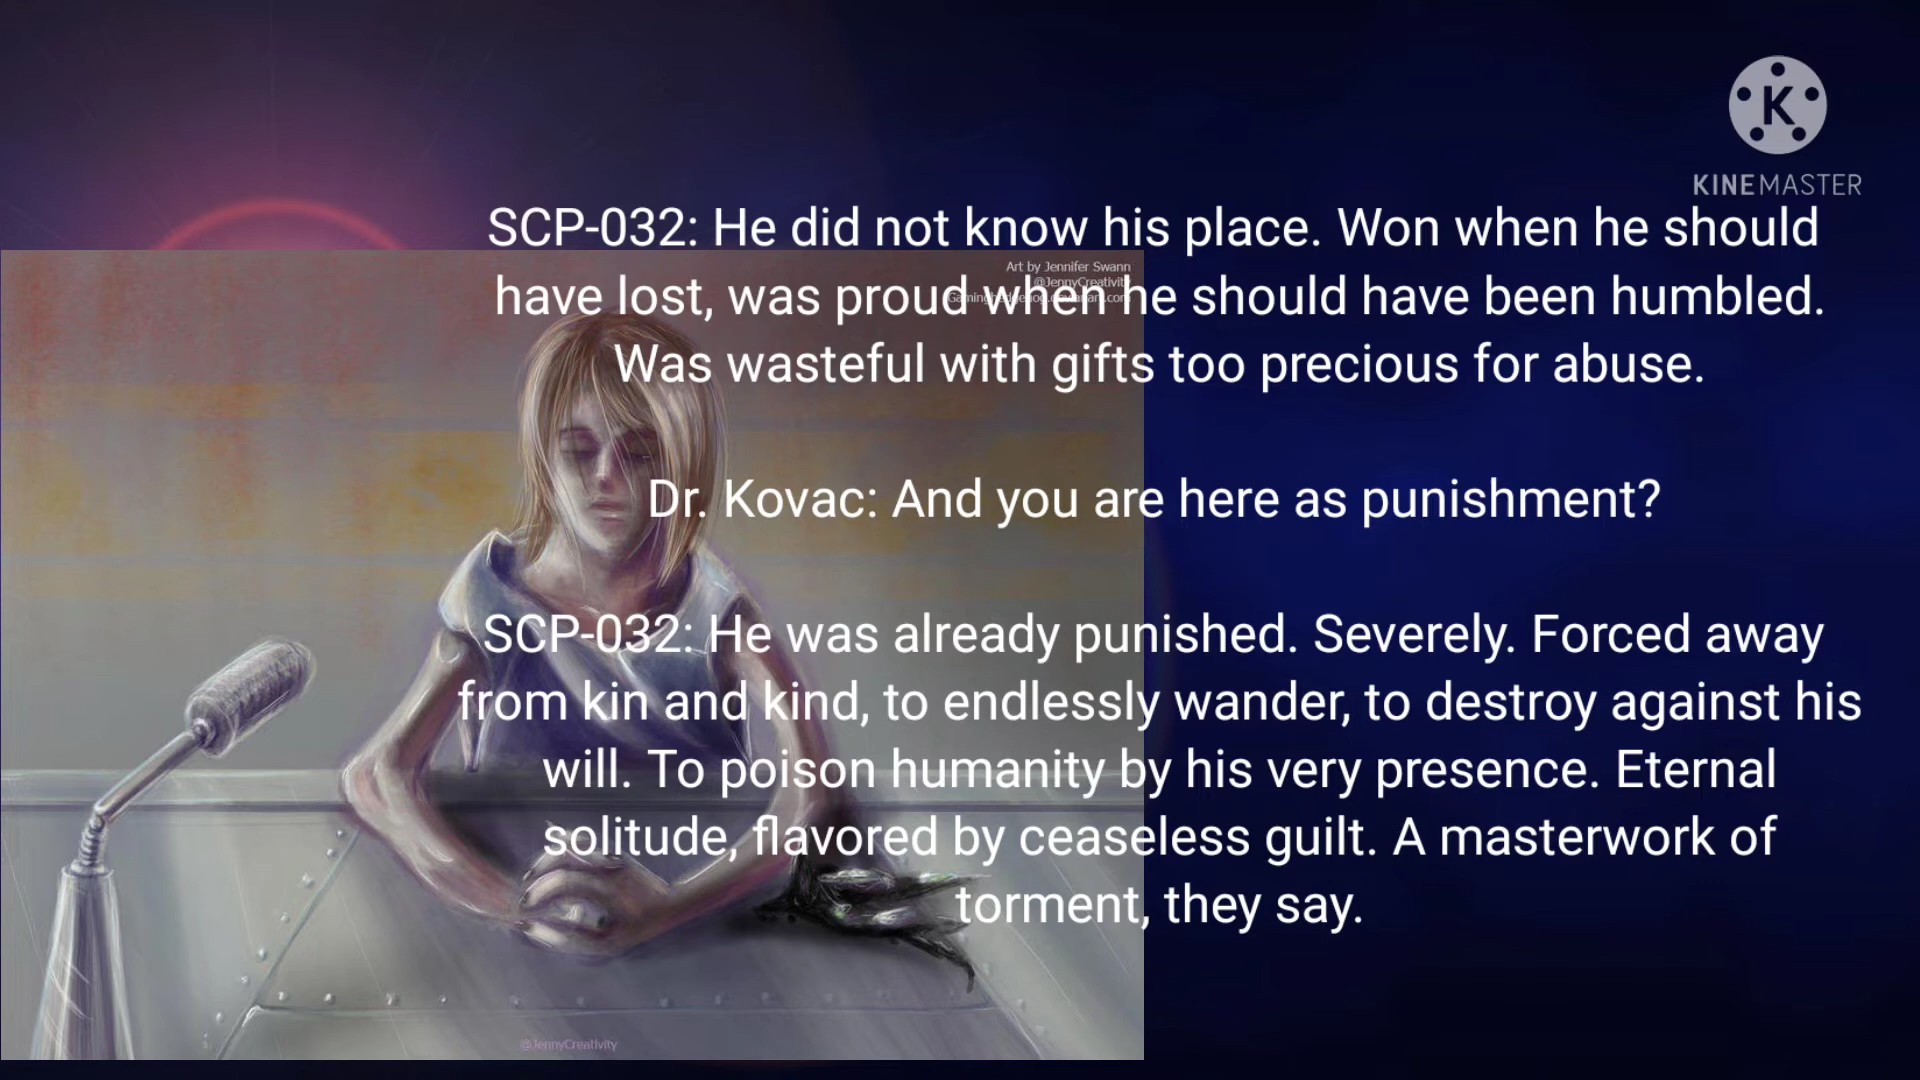 KINEMASTER
SCP-032: He did not know his place. Won when he should
have lost, was proud when he should have been humbled.
Was wasteful with gifts too precious for abuse.
Art by Jennifer Swann
@JennyCreativity
Dr. Kovac: And you are here as punishment?
SCP-032: He was already punished. Severely. Forced away
from kin and kind, to endlessly wander, to destroy against his
will. To poison humanity by his very presence. Eternal
solitude, flavored by ceaseless guilt. A masterwork of
torment, they say.
@JennyCreativity